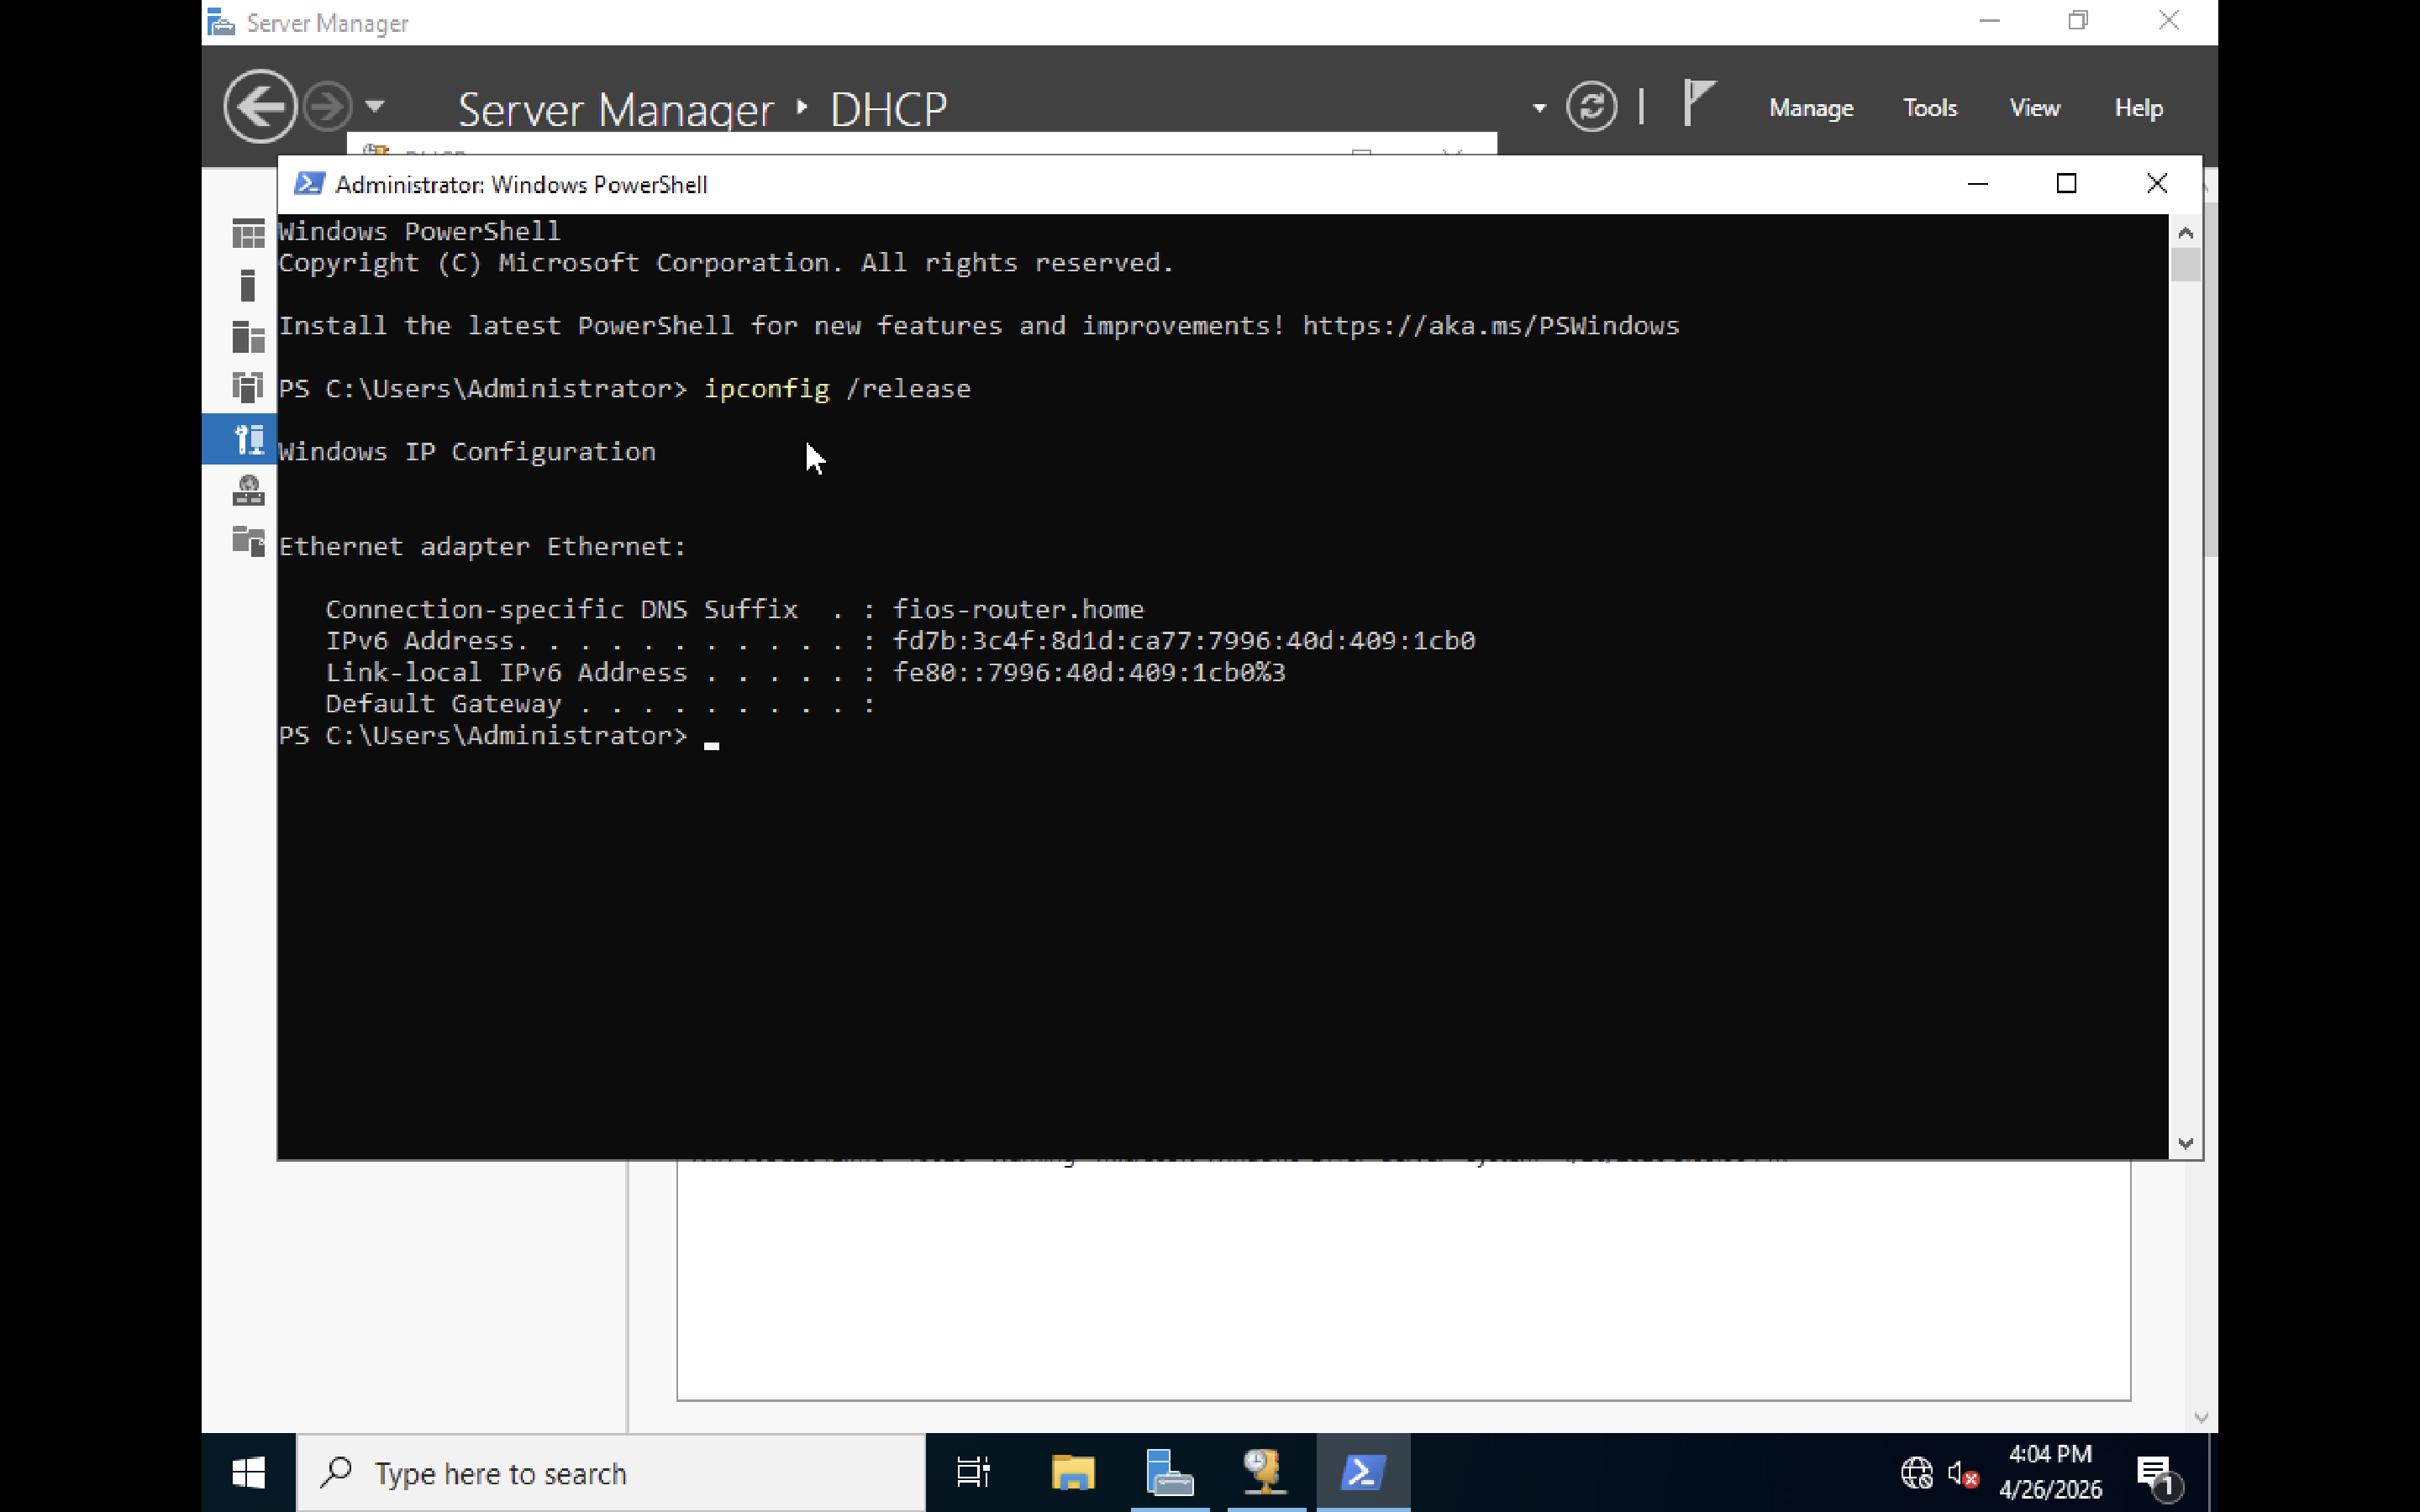 Server Manager
Server Manager DHCP
Manage Tools View Help
Administrator: Windows PowerShell
Windows PowerShell
Copyright (C) Microsoft Corporation. All rights reserved.
Install the latest PowerShell for new features and improvements! https://aka.ms/PSWindows
PS C:\Users\Administrator> ipconfig /release
Windows IP Configuration
Ethernet adapter Ethernet:
Connection-specific DNS Suffix  . : fios-router.home
IPv6 Address. . . . . . . . . . . : fd7b:3c4f:8d1d:ca77:7996:40d:409:1cb0
Link-local IPv6 Address . . . . . : fe80::7996:40d:409:1cb0%3
Default Gateway . . . . . . . . . :
PS C:\Users\Administrator>
Type here to search
4:04 PM
4/26/2026
1